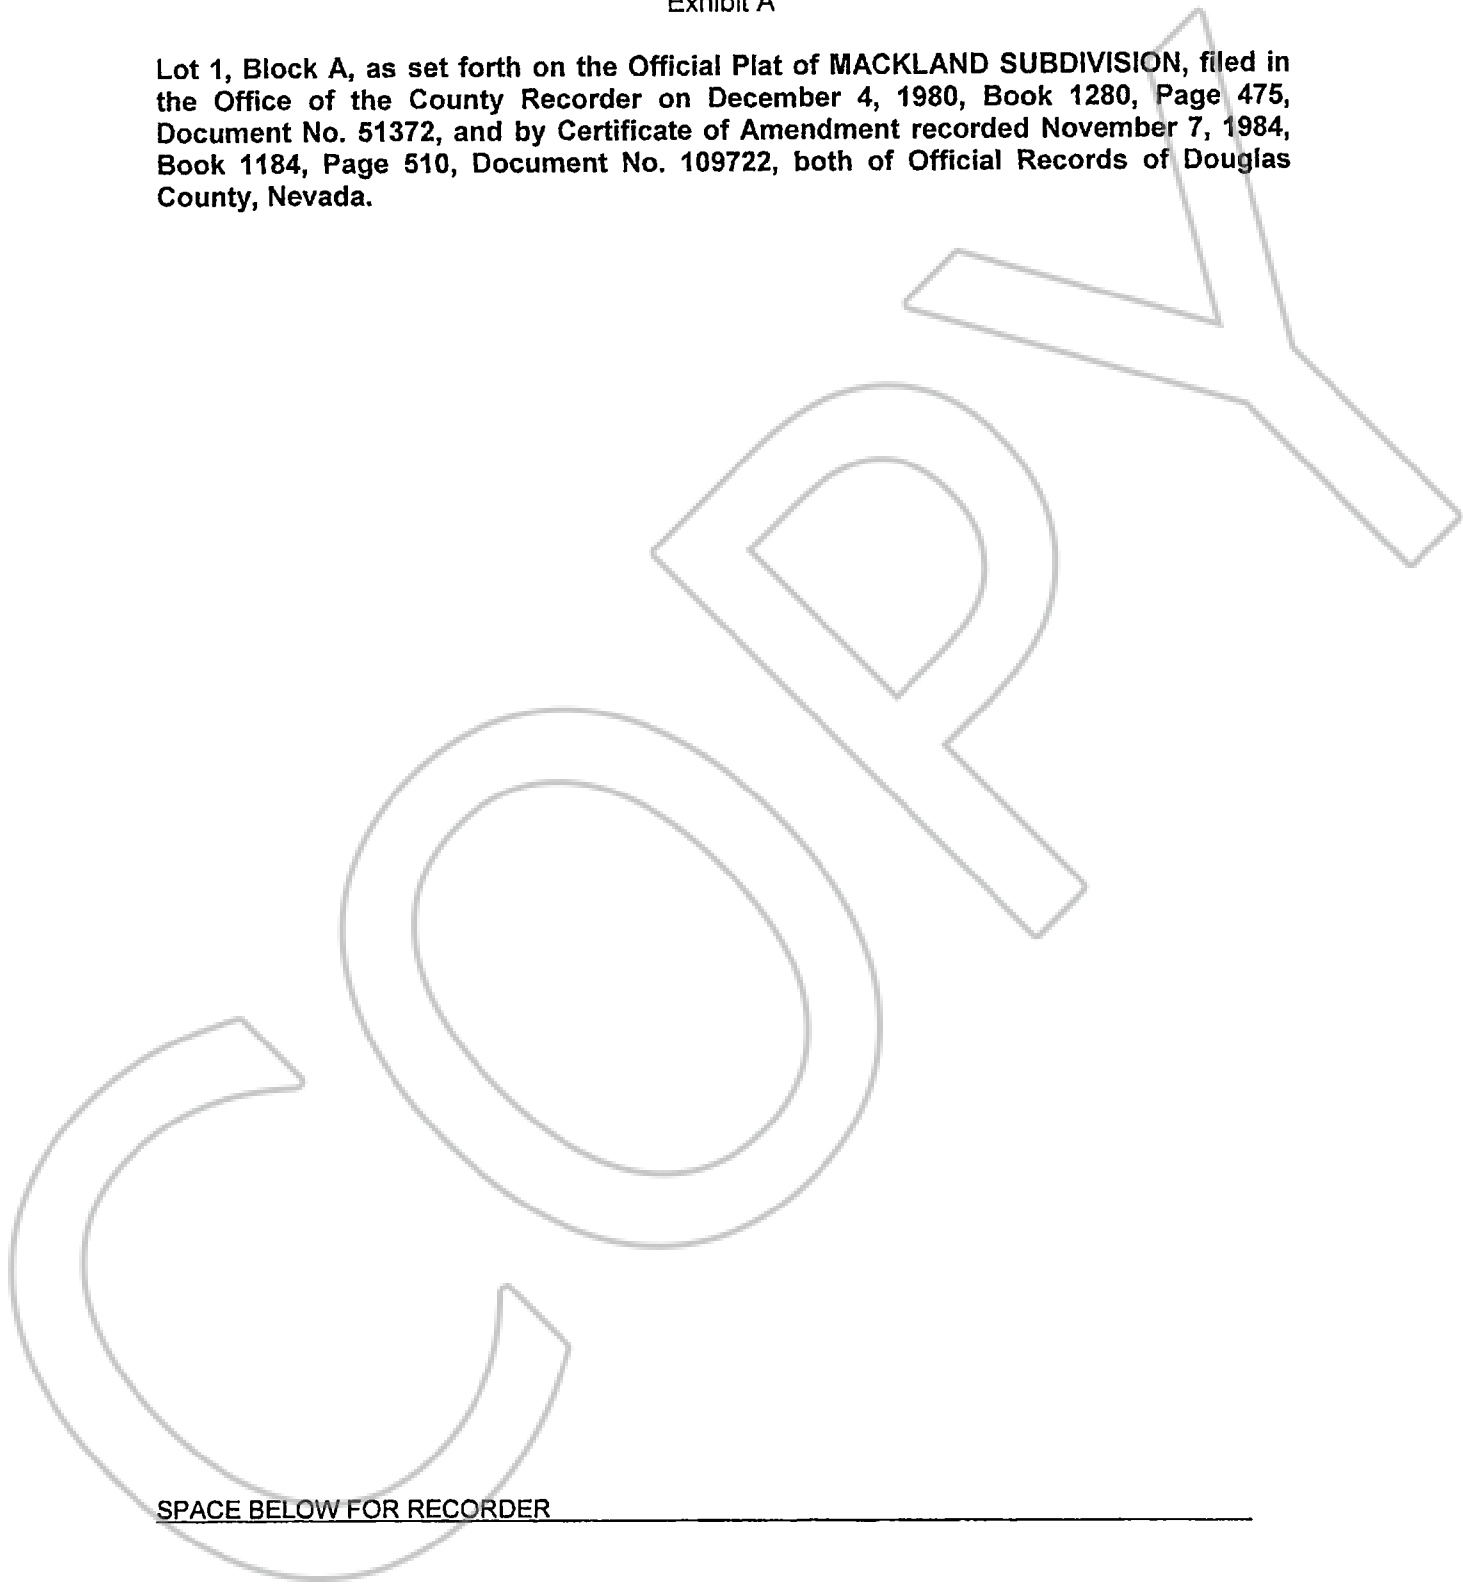 Exhibit A
Lot 1, Block A, as set forth on the Official Plat of MACKLAND SUBDIVISION, filed in
the Office of the County Recorder on December 4, 1980, Book 1280, Page 475,
Document No. 51372, and by Certificate of Amendment recorded November 7, 1984,
Book 1184, Page 510, Document No. 109722, both of Official Records of Douglas
County, Nevada.
COPY
SPACE BELOW FOR RECORDER